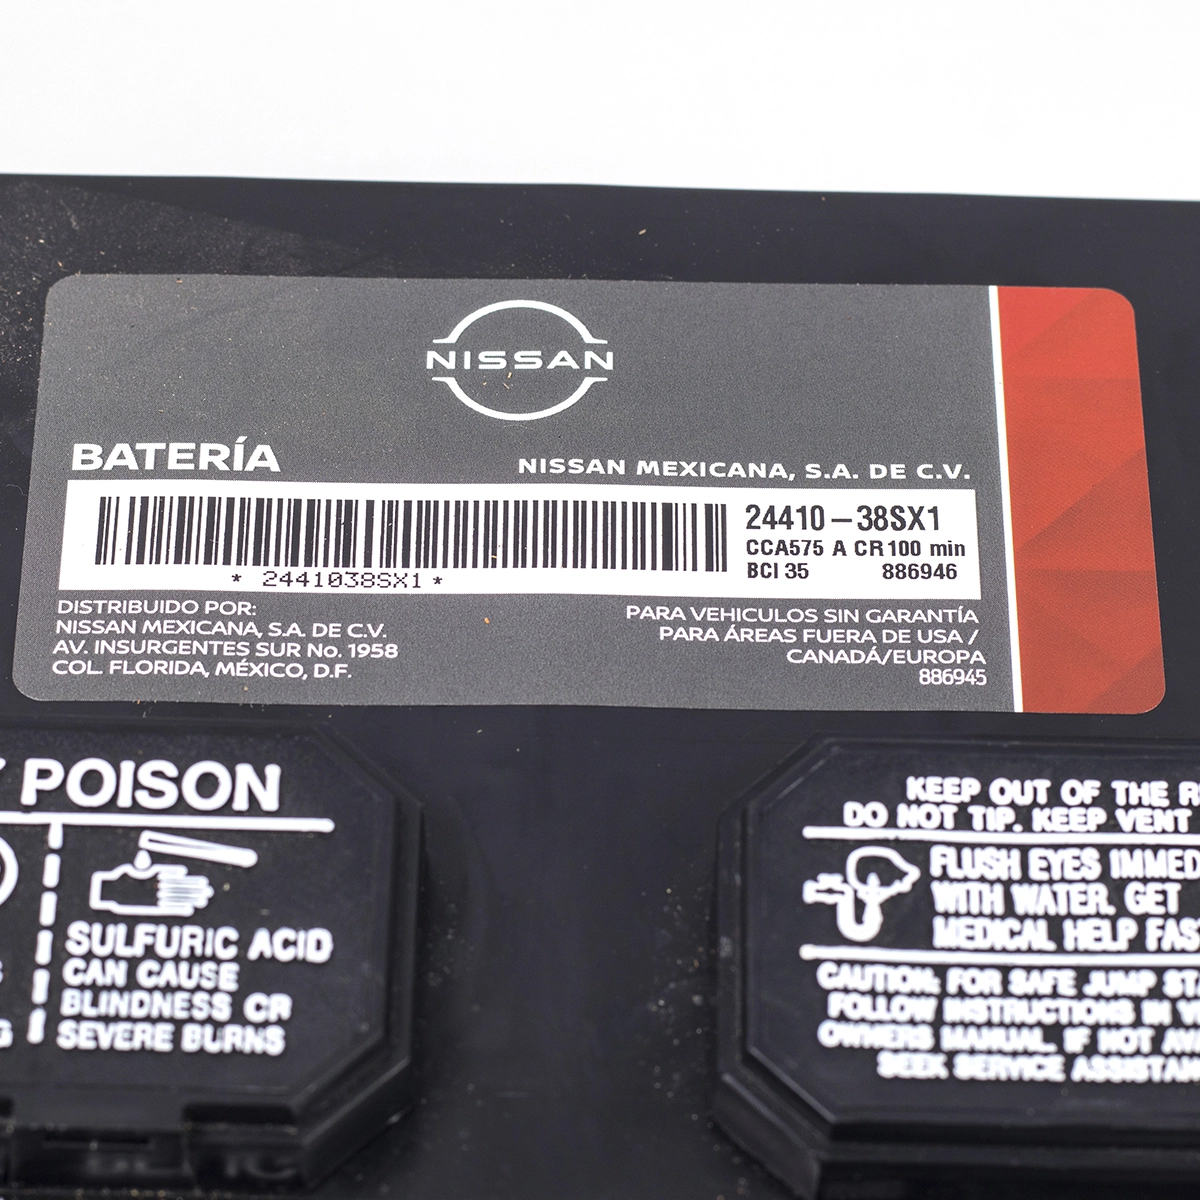 NISSAN
BATERÍA
NISSAN MEXICANA, S.A. DE C.V.
24410-38SX1
CCA575 A CR100 min
BCI 35 886946
* 2441038SX1 *
DISTRIBUIDO POR:
NISSAN MEXICANA, S.A. DE C.V.
AV. INSURGENTES SUR No. 1958
COL. FLORIDA, MÉXICO, D.F.
PARA VEHICULOS SIN GARANTÍA
PARA ÁREAS FUERA DE USA /
CANADÁ/EUROPA
886945
POISON
SULFURIC ACID
CAN CAUSE
BLINDNESS OR
SEVERE BURNS
KEEP OUT OF THE
DO NOT TIP. KEEP VENT
FLUSH EYES
WITH WATER. GET
MEDICAL HELP
CAUTION: FOR SAFE JUMP
FOLLOW INSTRUCTIONS IN
OWNERS MANUAL. IF NOT
SEEK SERVICE